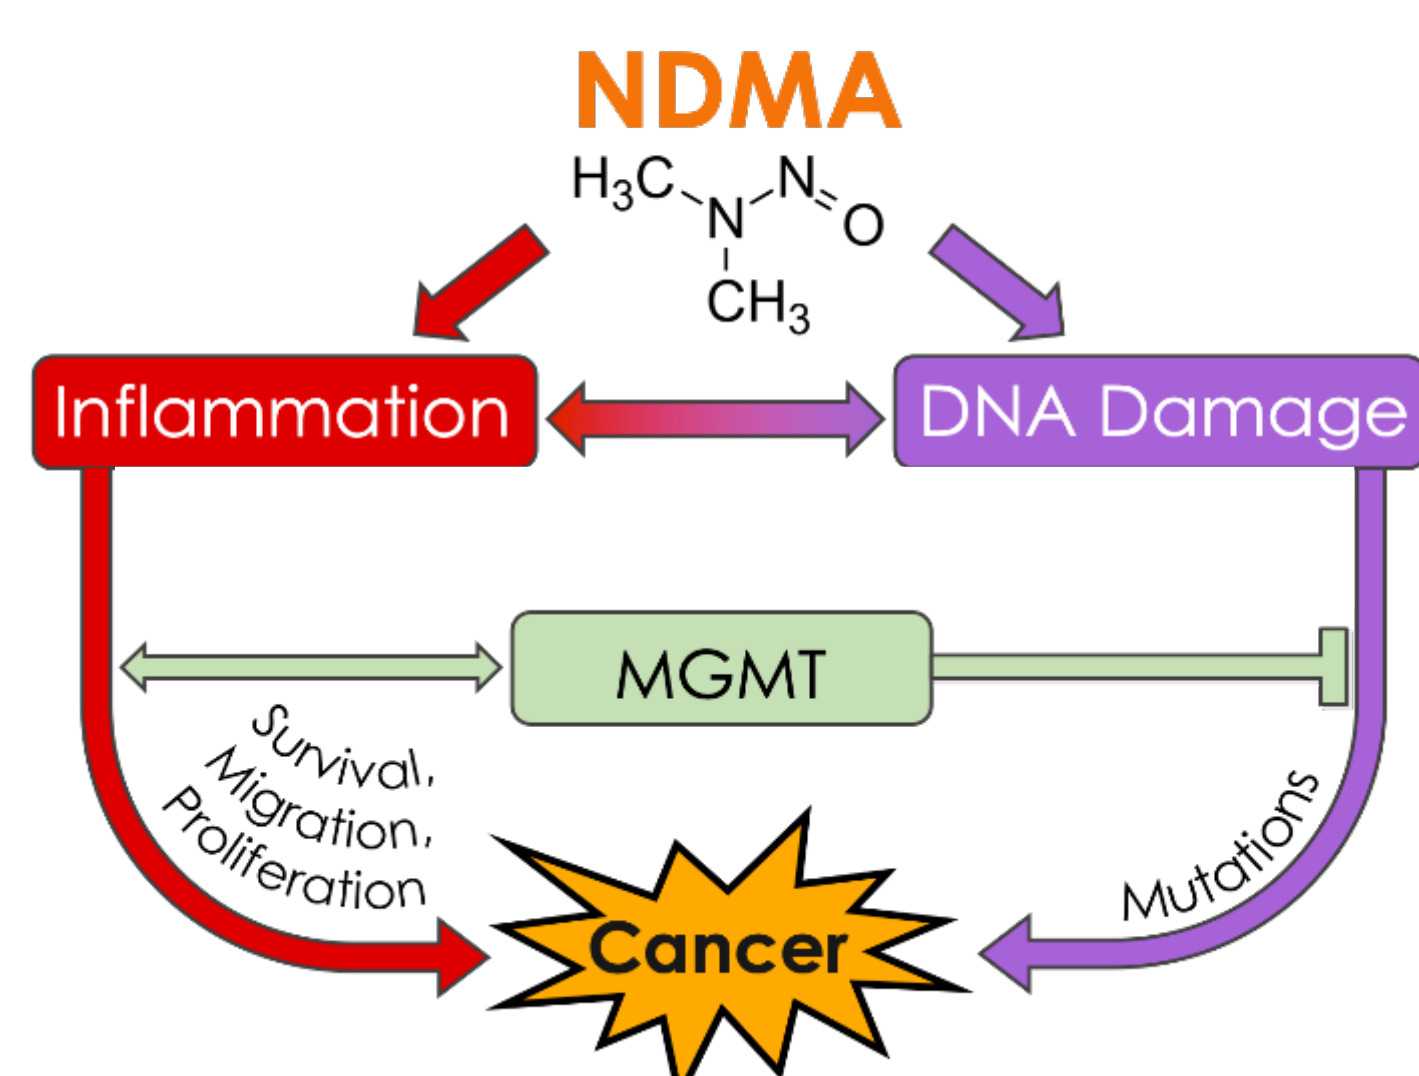 NDMA
H₃C
N
N
O
CH₃
Inflammation
DNA Damage
MGMT
Survival,
Migration,
Proliferation
Mutations
Cancer